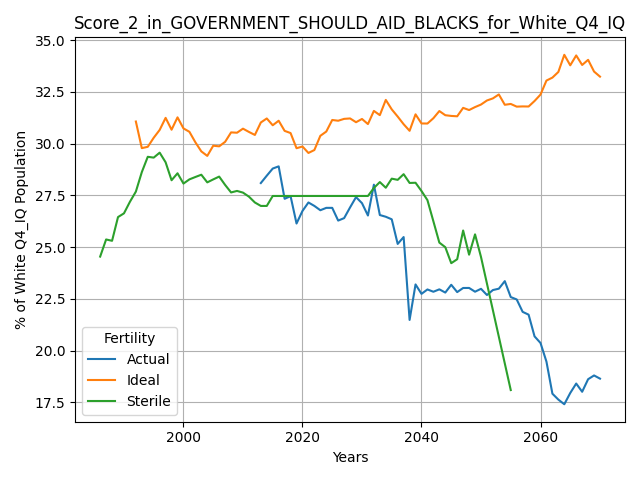 Score_2_in_GOVERNMENT_SHOULD_AID_BLACKS_for_White_Q4_IQ
% of White Q4_IQ Population
35.0
32.5
30.0
27.5
25.0
22.5
20.0
17.5
Fertility
Actual
Ideal
Sterile
2000
2020
2040
2060
Years